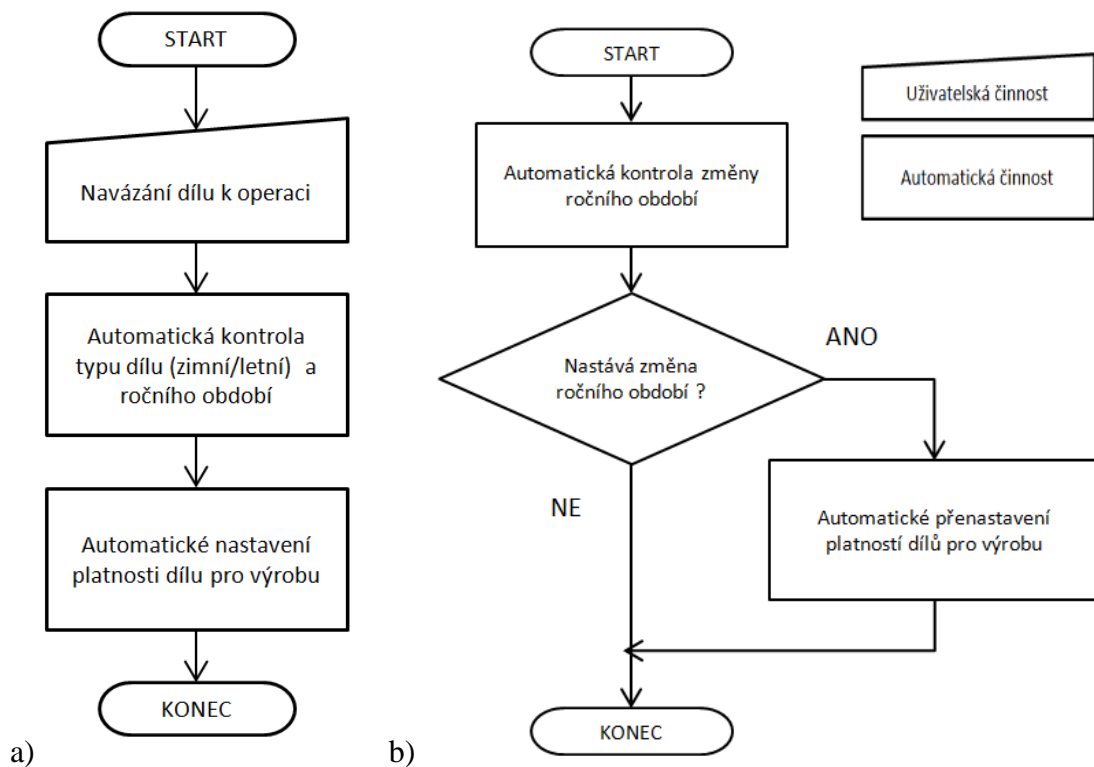 START
Navázání dílu k operaci
Automatická kontrola
typu dílu (zimní/letní) a
ročního období
Automatické nastavení
platnosti dílu pro výrobu
KONEC
a)
START
Automatická kontrola změny
ročního období
Nastává změna
ročního období ?
ANO
NE
Automatické přenastavení
platností dílů pro výrobu
KONEC
b)
Uživatelská činnost
Automatická činnost